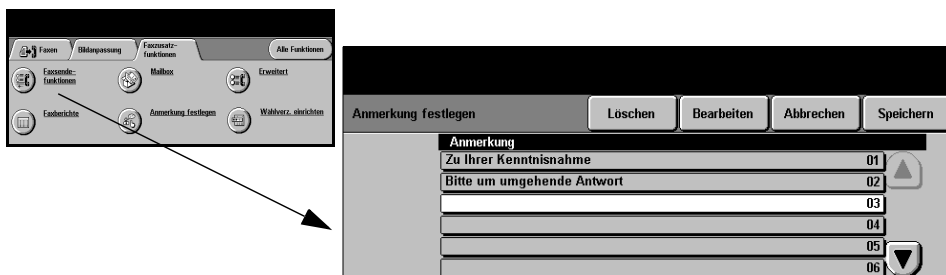 Faxen
Bildanpassung
Faxzusatz-
funktionen
Alle Funktionen
Faxsende-
funktionen
Mailbox
Erweitert
Faxberichte
Anmerkung festlegen
Wählverz. einrichten
Anmerkung festlegen
Löschen
Bearbeiten
Abbrechen
Speichern
Anmerkung
Zu Ihrer Kenntnisnahme 01
Bitte um umgehende Antwort 02
03
04
05
06